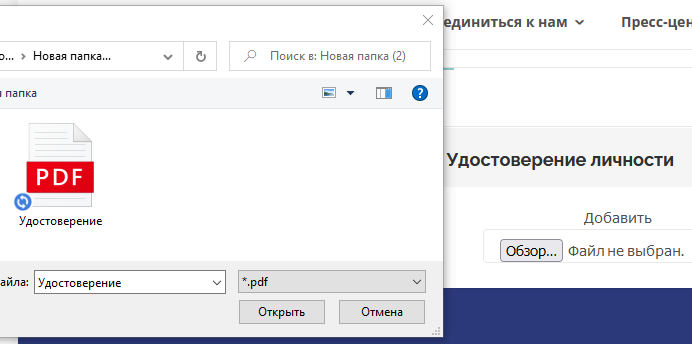 единиться к нам
Пресс-цен
о...
Новая папка...
Поиск в: Новая папка (2)
я папка
PDF
Удостоверение
айла:
Удостоверение
*.pdf
Открыть
Отмена
Удостоверение личности
Добавить
Обзор... Файл не выбран.